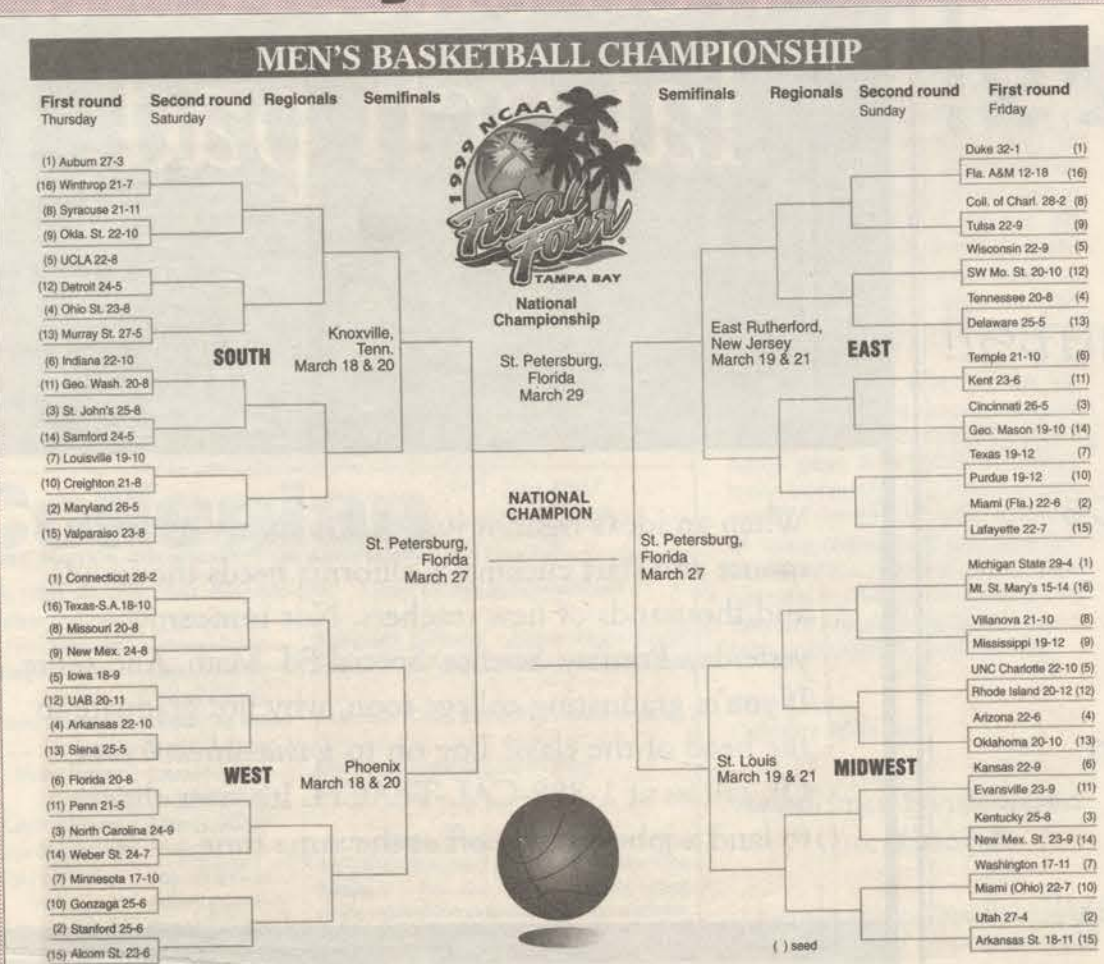 MEN'S BASKETBALL CHAMPIONSHIP
First round
Thursday
Second round
Saturday
Regionals
Semifinals
1999 NCAA
Final
Four
®
TAMPA BAY
Semifinals
Regionals
Second round
Sunday
First round
Friday
(1) Auburn 27-3
(16) Winthrop 21-7
(8) Syracuse 21-11
(9) Okla. St. 22-10
(5) UCLA 22-8
(12) Detroit 24-5
(4) Ohio St. 23-8
(13) Murray St. 27-5
(6) Indiana 22-10
(11) Geo. Wash. 20-8
(3) St. John's 25-8
(14) Samford 24-5
(7) Louisville 19-10
(10) Creighton 21-8
(2) Maryland 26-5
(15) Valparaiso 23-8
SOUTH
Knoxville,
Tenn.
March 18 & 20
(1) Connecticut 28-2
(16) Texas-S.A.18-10
(8) Missouri 20-8
(9) New Mex. 24-8
(5) Iowa 18-9
(12) UAB 20-11
(4) Arkansas 22-10
(13) Siena 25-5
(6) Florida 20-8
(11) Penn 21-5
(3) North Carolina 24-9
(14) Weber St. 24-7
(7) Minnesota 17-10
(10) Gonzaga 25-6
(2) Stanford 25-6
(15) Alcorn St. 23-6
WEST
Phoenix
March 18 & 20
St. Petersburg,
Florida
March 27
National
Championship
St. Petersburg,
Florida
March 29
NATIONAL
CHAMPION
St. Petersburg,
Florida
March 27
East Rutherford,
New Jersey
March 19 & 21
EAST
Duke 32-1 (1)
Fla. A&M 12-18 (16)
Coll. of Charl. 28-2 (8)
Tulsa 22-9 (9)
Wisconsin 22-9 (5)
SW Mo. St. 20-10 (12)
Tennessee 20-8 (4)
Delaware 25-5 (13)
Temple 21-10 (6)
Kent 23-6 (11)
Cincinnati 26-5 (3)
Geo. Mason 19-10 (14)
Texas 19-12 (7)
Purdue 19-12 (10)
Miami (Fla.) 22-6 (2)
Lafayette 22-7 (15)
St. Louis
March 19 & 21
MIDWEST
Michigan State 29-4 (1)
Mt. St. Mary's 15-14 (16)
Villanova 21-10 (8)
Mississippi 19-12 (9)
UNC Charlotte 22-10 (5)
Rhode Island 20-12 (12)
Arizona 22-6 (4)
Oklahoma 20-10 (13)
Kansas 22-9 (6)
Evansville 23-9 (11)
Kentucky 25-8 (3)
New Mex. St. 23-9 (14)
Washington 17-11 (7)
Miami (Ohio) 22-7 (10)
Utah 27-4 (2)
Arkansas St. 18-11 (15)
( ) seed